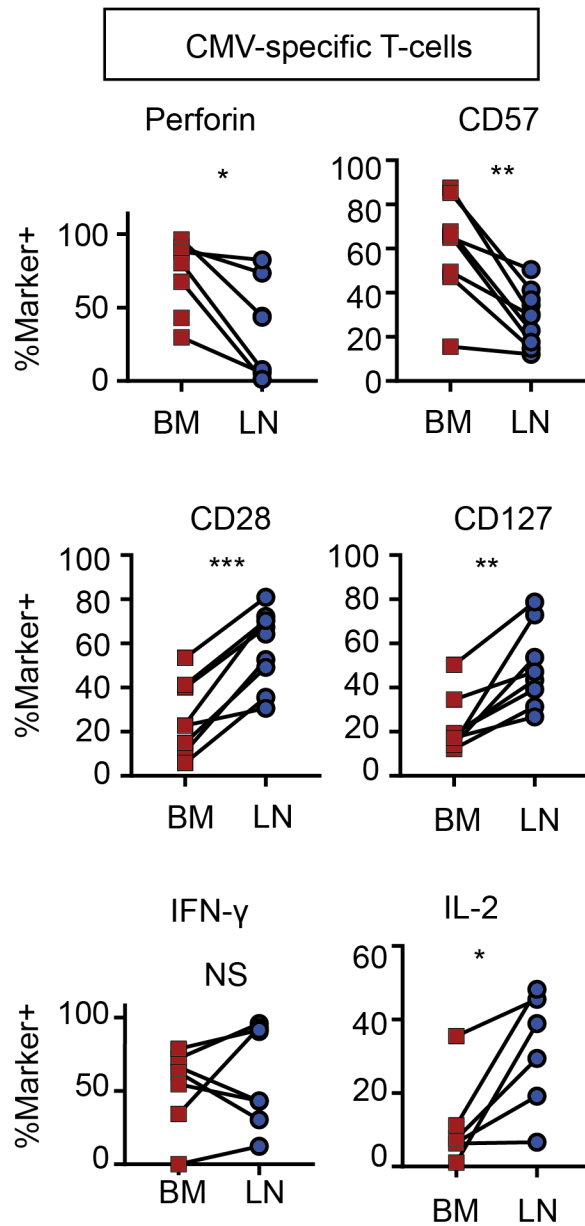 CMV-specific T-cells
Perforin
CD57
*
**
%Marker+
100
50
0
100
80
60
40
20
0
BM LN
BM LN
CD28
CD127
***
**
%Marker+
100
80
60
40
20
0
100
80
60
40
20
0
BM LN
BM LN
IFN-γ
IL-2
NS
*
%Marker+
100
50
0
60
40
20
0
BM LN
BM LN